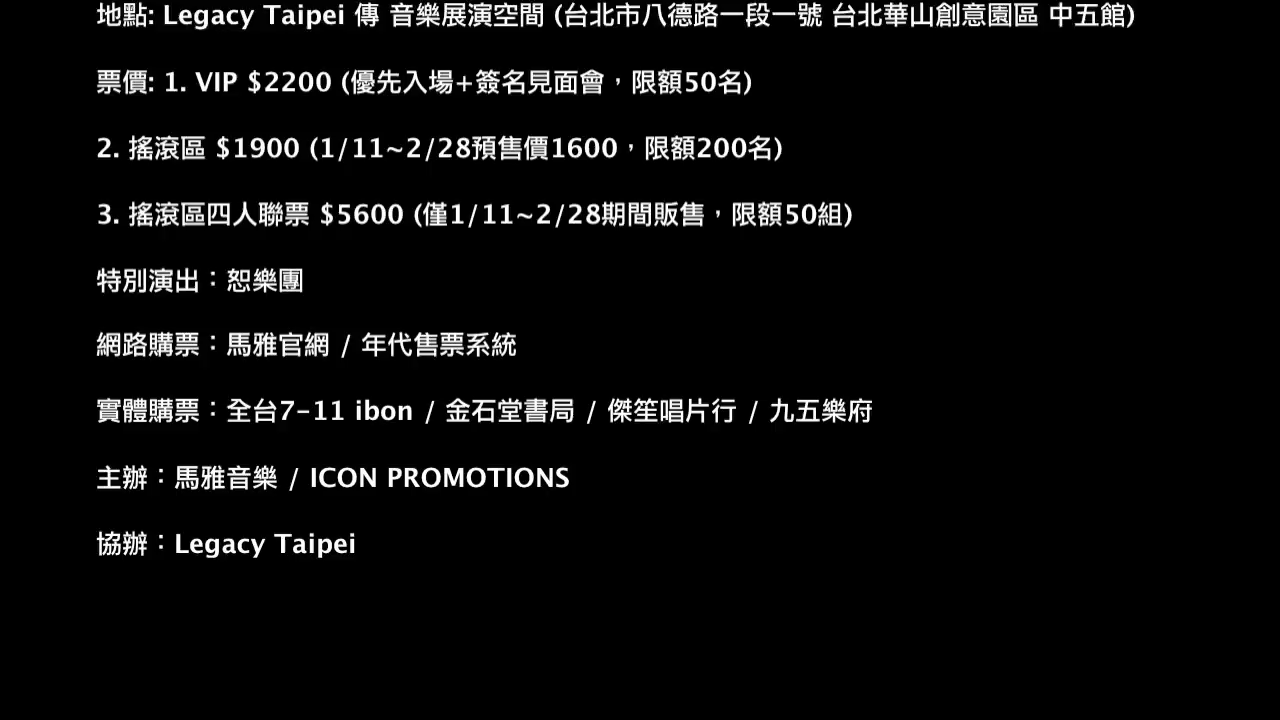 地點: Legacy Taipei 傳 音樂展演空間 (台北市八德路一段一號 台北華山創意園區 中五館)
票價: 1. VIP $2200 (優先入場+簽名見面會，限額50名)
2. 搖滾區 $1900 (1/11~2/28預售價1600，限額200名)
3. 搖滾區四人聯票 $5600 (僅1/11~2/28期間販售，限額50組)
特別演出：恕樂團
網路購票：馬雅官網 / 年代售票系統
實體購票：全台7-11 ibon / 金石堂書局 / 傑笙唱片行 / 九五樂府
主辦：馬雅音樂 / ICON PROMOTIONS
協辦：Legacy Taipei